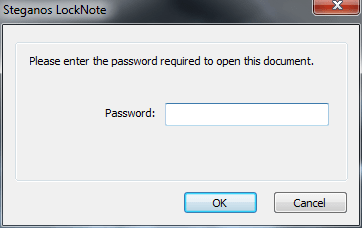 Steganos LockNote
Please enter the password required to open this document.
Password:
OK
Cancel